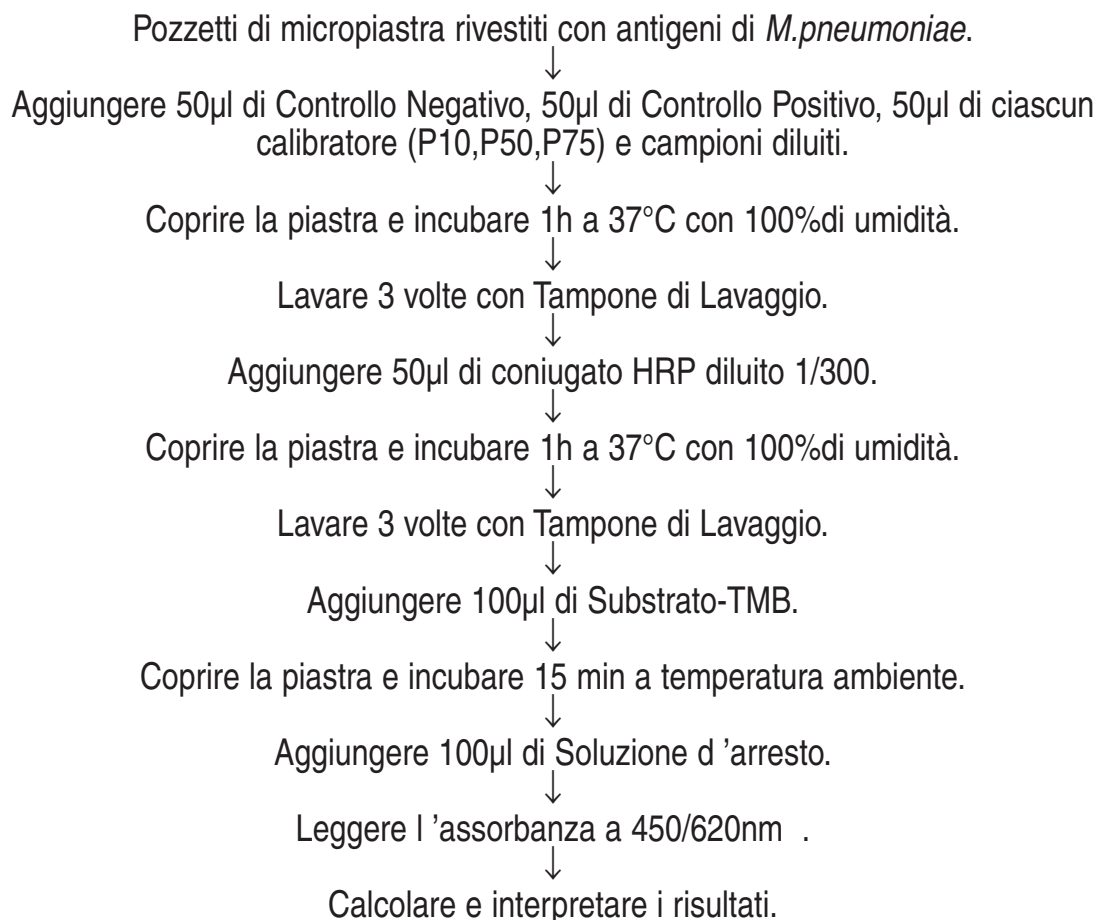 Pozzetti di micropiastra rivestiti con antigeni di M.pneumoniae.
↓
Aggiungere 50µl di Controllo Negativo, 50µl di Controllo Positivo, 50µl di ciascun
calibratore (P10,P50,P75) e campioni diluiti.
↓
Coprire la piastra e incubare 1h a 37°C con 100%di umidità.
↓
Lavare 3 volte con Tampone di Lavaggio.
↓
Aggiungere 50µl di coniugato HRP diluito 1/300.
↓
Coprire la piastra e incubare 1h a 37°C con 100%di umidità.
↓
Lavare 3 volte con Tampone di Lavaggio.
↓
Aggiungere 100µl di Substrato-TMB.
↓
Coprire la piastra e incubare 15 min a temperatura ambiente.
↓
Aggiungere 100µl di Soluzione d 'arresto.
↓
Leggere l 'assorbanza a 450/620nm .
↓
Calcolare e interpretare i risultati.